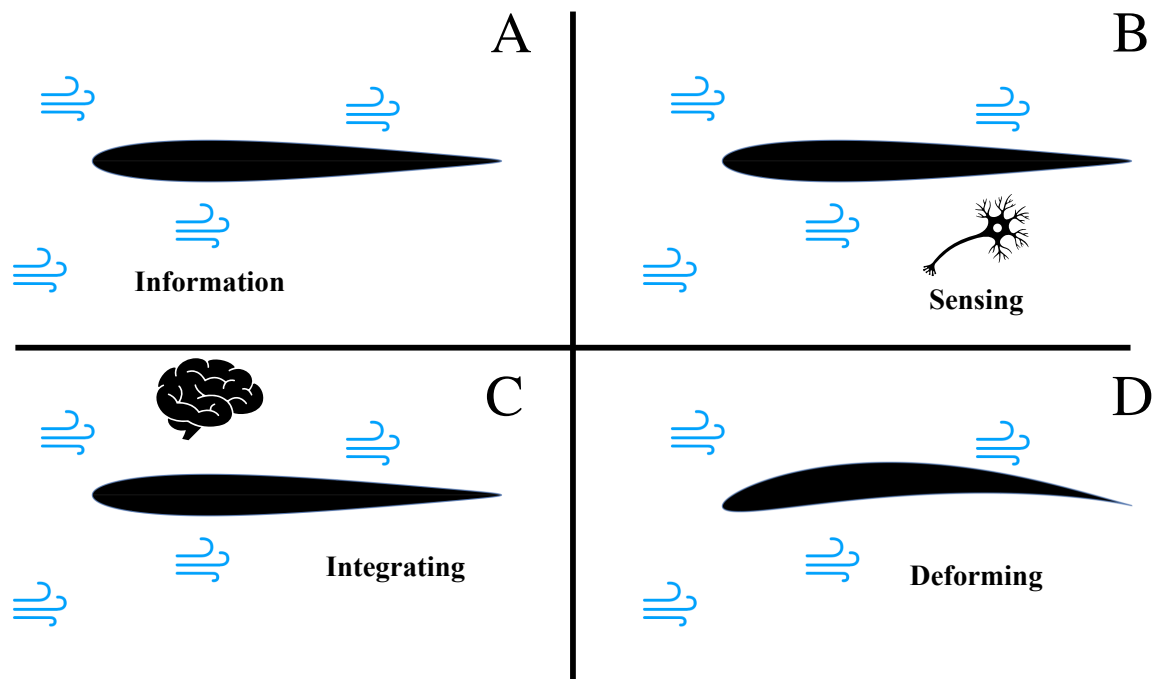 A
Information
B
Sensing
C
Integrating
D
Deforming